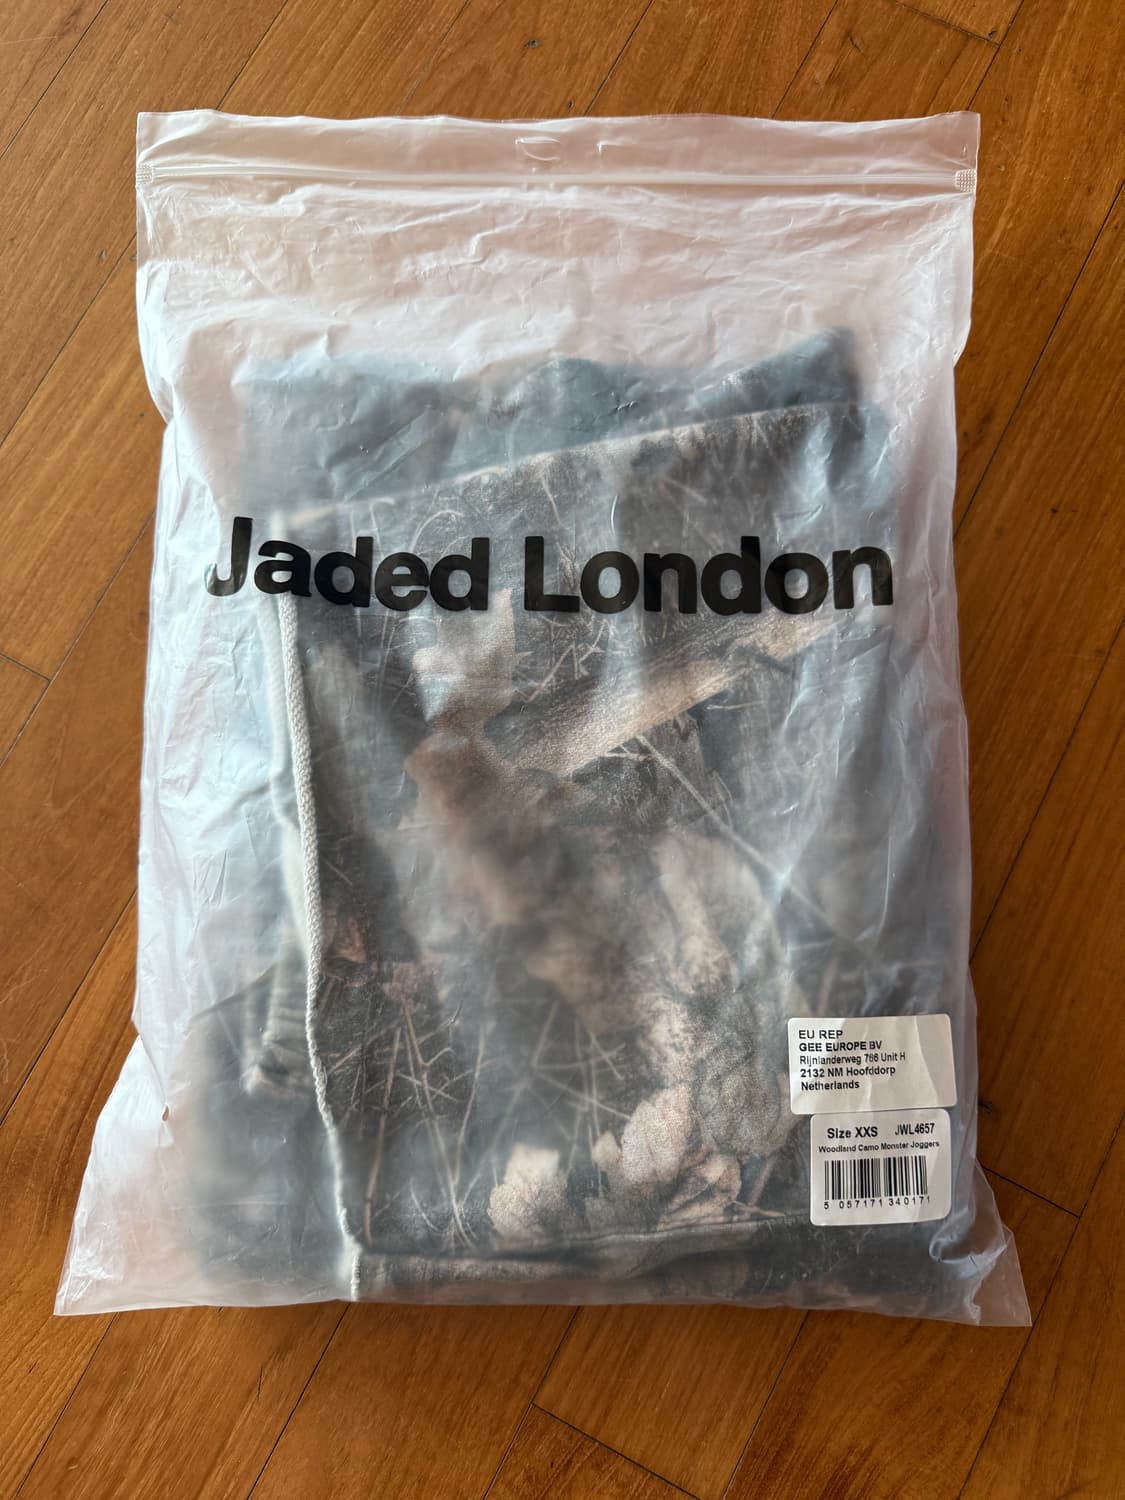 Jaded London
EU REP
GEE EUROPE BV
Rijnlanderweg 766 Unit H
2132 NM Hoofddorp
Netherlands
Size XXS JWL4657
Woodland Camo Monster Joggers
5 057171 340171